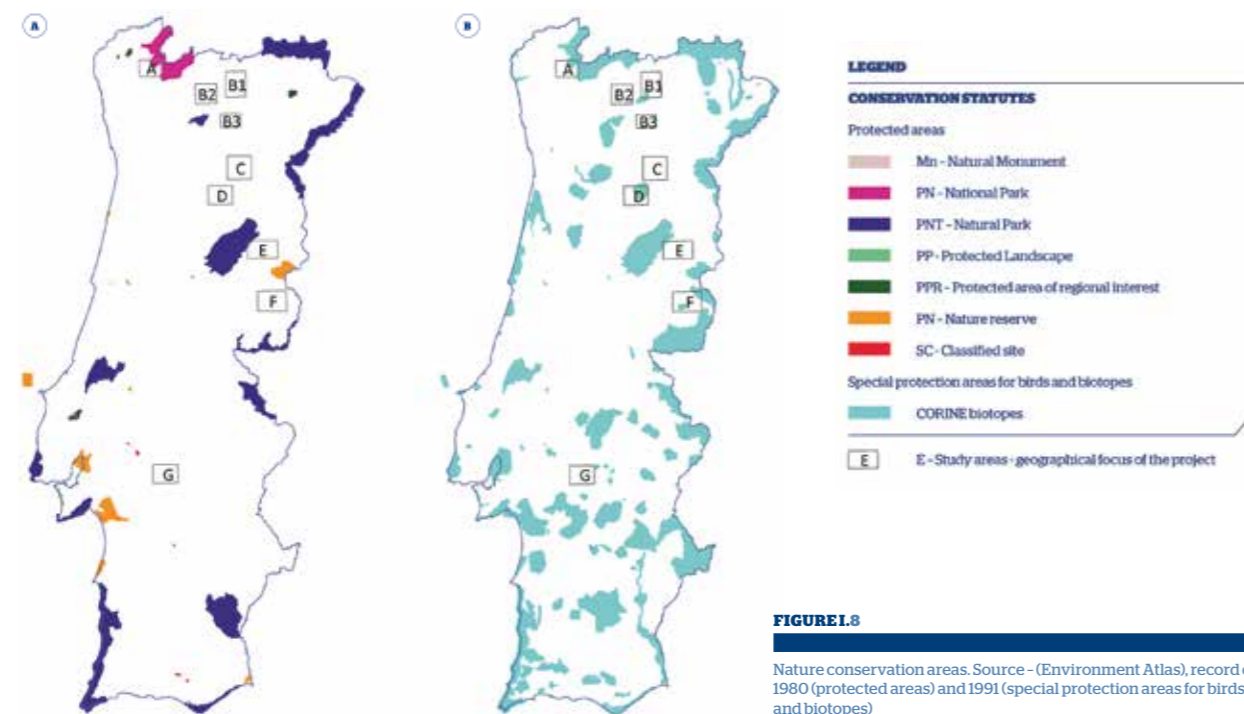 A
A
B1
B2
B3
C
D
E
F
G
B
A
B1
B2
B3
C
D
E
F
G
LEGEND
CONSERVATION STATUTES
Protected areas
Mn - Natural Monument
PN - National Park
PNT - Natural Park
PP - Protected Landscape
PPR - Protected area of regional interest
PN - Nature reserve
SC - Classified site
Special protection areas for birds and biotopes
CORINE biotopes
E E - Study areas - geographical focus of the project
FIGURE I.8
Nature conservation areas. Source - (Environment Atlas), record
1980 (protected areas) and 1991 (special protection areas for birds
and biotopes)